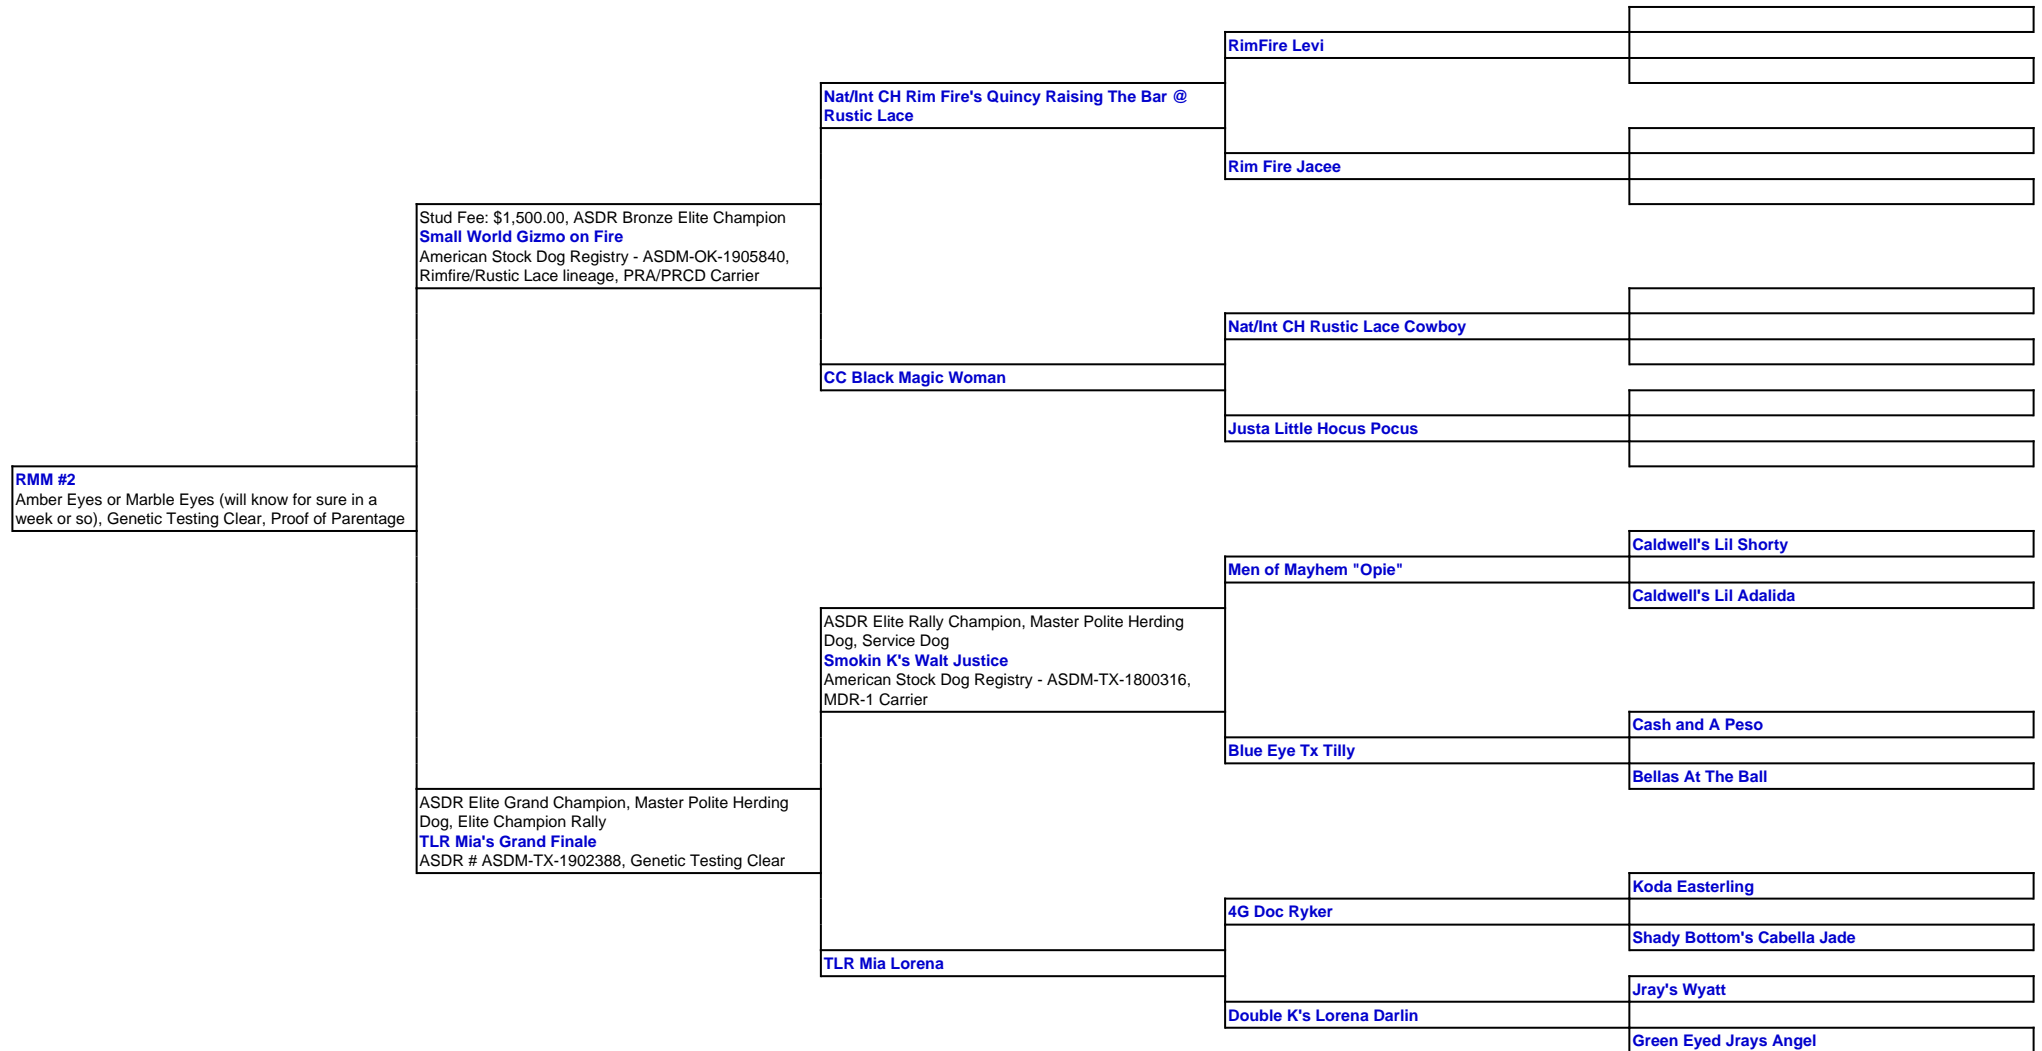 RimFire Levi
Nat/Int CH Rim Fire's Quincy Raising The Bar @
Rustic Lace
Rim Fire Jacee
Stud Fee: $1,500.00, ASDR Bronze Elite Champion
Small World Gizmo on Fire
American Stock Dog Registry - ASDM-OK-1905840,
Rimfire/Rustic Lace lineage, PRA/PRCD Carrier
Nat/Int CH Rustic Lace Cowboy
CC Black Magic Woman
Justa Little Hocus Pocus
RMM #2
Amber Eyes or Marble Eyes (will know for sure in a
week or so), Genetic Testing Clear, Proof of Parentage
Caldwell's Lil Shorty
Men of Mayhem "Opie"
Caldwell's Lil Adalida
ASDR Elite Rally Champion, Master Polite Herding
Dog, Service Dog
Smokin K's Walt Justice
American Stock Dog Registry - ASDM-TX-1800316,
MDR-1 Carrier
Cash and A Peso
Blue Eye Tx Tilly
Bellas At The Ball
ASDR Elite Grand Champion, Master Polite Herding
Dog, Elite Champion Rally
TLR Mia's Grand Finale
ASDR # ASDM-TX-1902388, Genetic Testing Clear
Koda Easterling
4G Doc Ryker
Shady Bottom's Cabella Jade
TLR Mia Lorena
Jray's Wyatt
Double K's Lorena Darlin
Green Eyed Jrays Angel